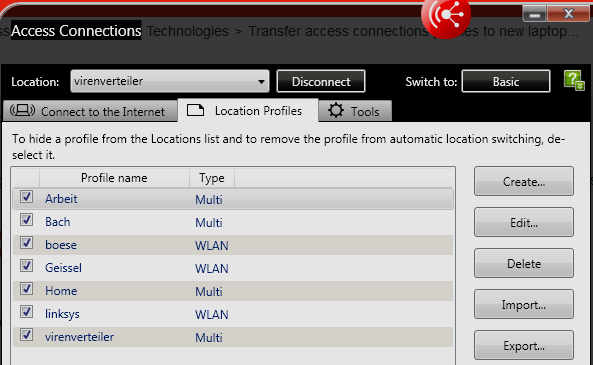 Access Connections Technologies > Transfer access connections profiles to new laptop...
Location: virenverteiler Disconnect Switch to: Basic
Connect to the Internet Location Profiles Tools
To hide a profile from the Locations list and to remove the profile from automatic location switching, de-
select it.
Profile name Type
Arbeit Multi
Bach Multi
boese WLAN
Geissel WLAN
Home Multi
linksys WLAN
virenverteiler Multi
Create...
Edit...
Delete
Import...
Export...